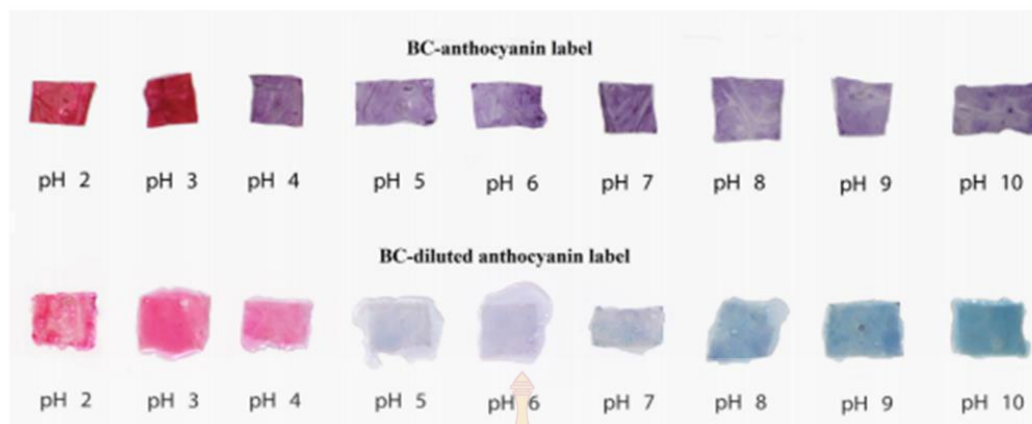 BC-anthocyanin label
pH 2 pH 3 pH 4 pH 5 pH 6 pH 7 pH 8 pH 9 pH 10
BC-diluted anthocyanin label
pH 2 pH 3 pH 4 pH 5 pH 6 pH 7 pH 8 pH 9 pH 10